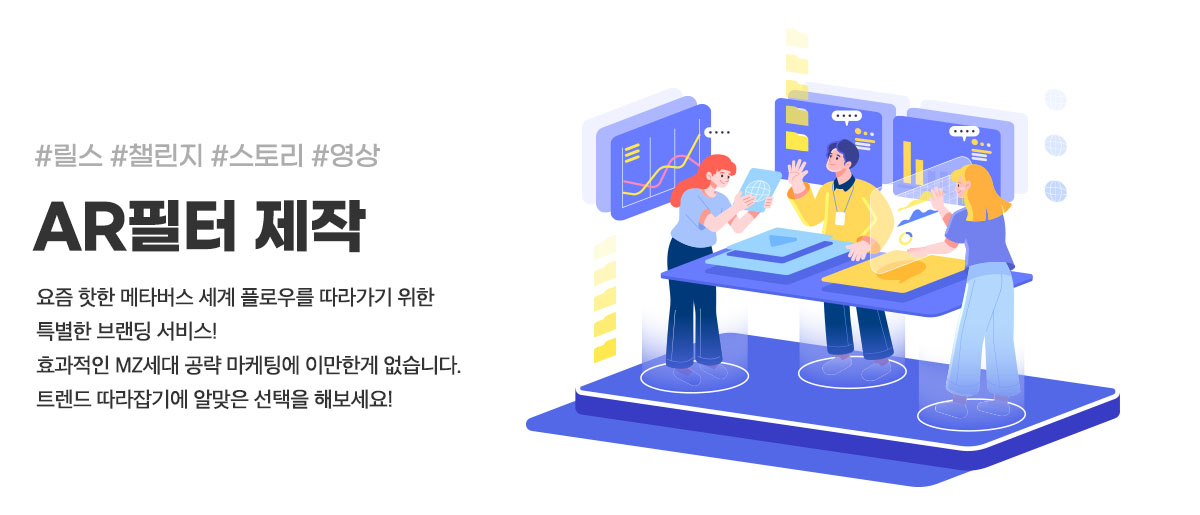 #릴스 #챌린지 #스토리 #영상
AR필터 제작
요즘 핫한 메타버스 세계 플로우를 따라가기 위한
특별한 브랜딩 서비스!
효과적인 MZ세대 공략 마케팅에 이만한게 없습니다.
트렌드 따라잡기에 알맞은 선택을 해보세요!